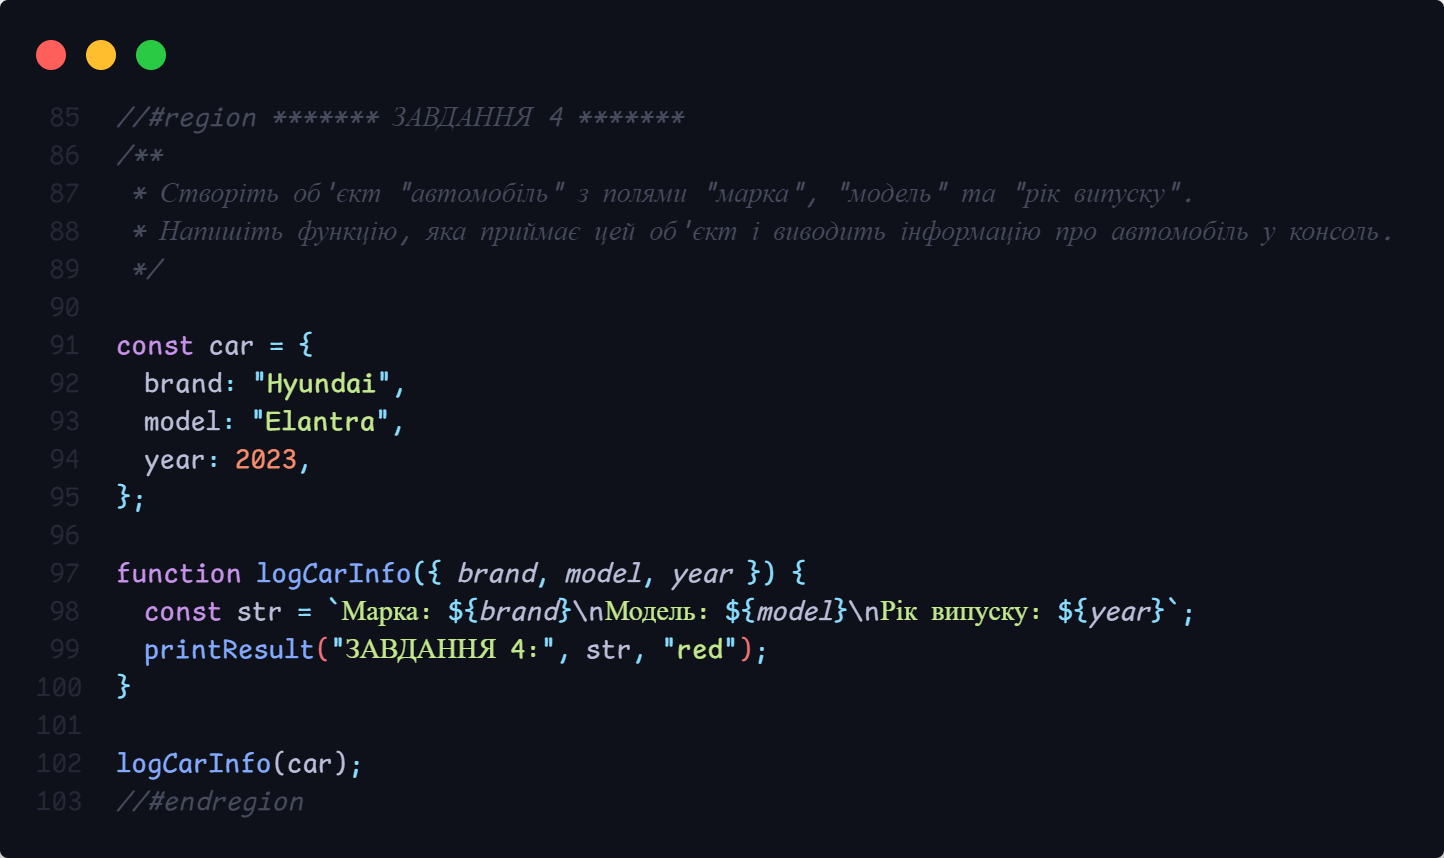 85 //#region ******* ЗАВДАННЯ 4 *******
86 /**
87  * Створіть об'єкт "автомобіль" з полями "марка", "модель" та "рік випуску".
88  * Напишіть функцію, яка приймає цей об'єкт і виводить інформацію про автомобіль у консоль.
89  */
90
91 const car = {
92   brand: "Hyundai",
93   model: "Elantra",
94   year: 2023,
95 };
96
97 function logCarInfo({ brand, model, year }) {
98   const str = `Марка: ${brand}\nМодель: ${model}\nРік випуску: ${year}`;
99   printResult("ЗАВДАННЯ 4:", str, "red");
100 }
101
102 logCarInfo(car);
103 //#endregion